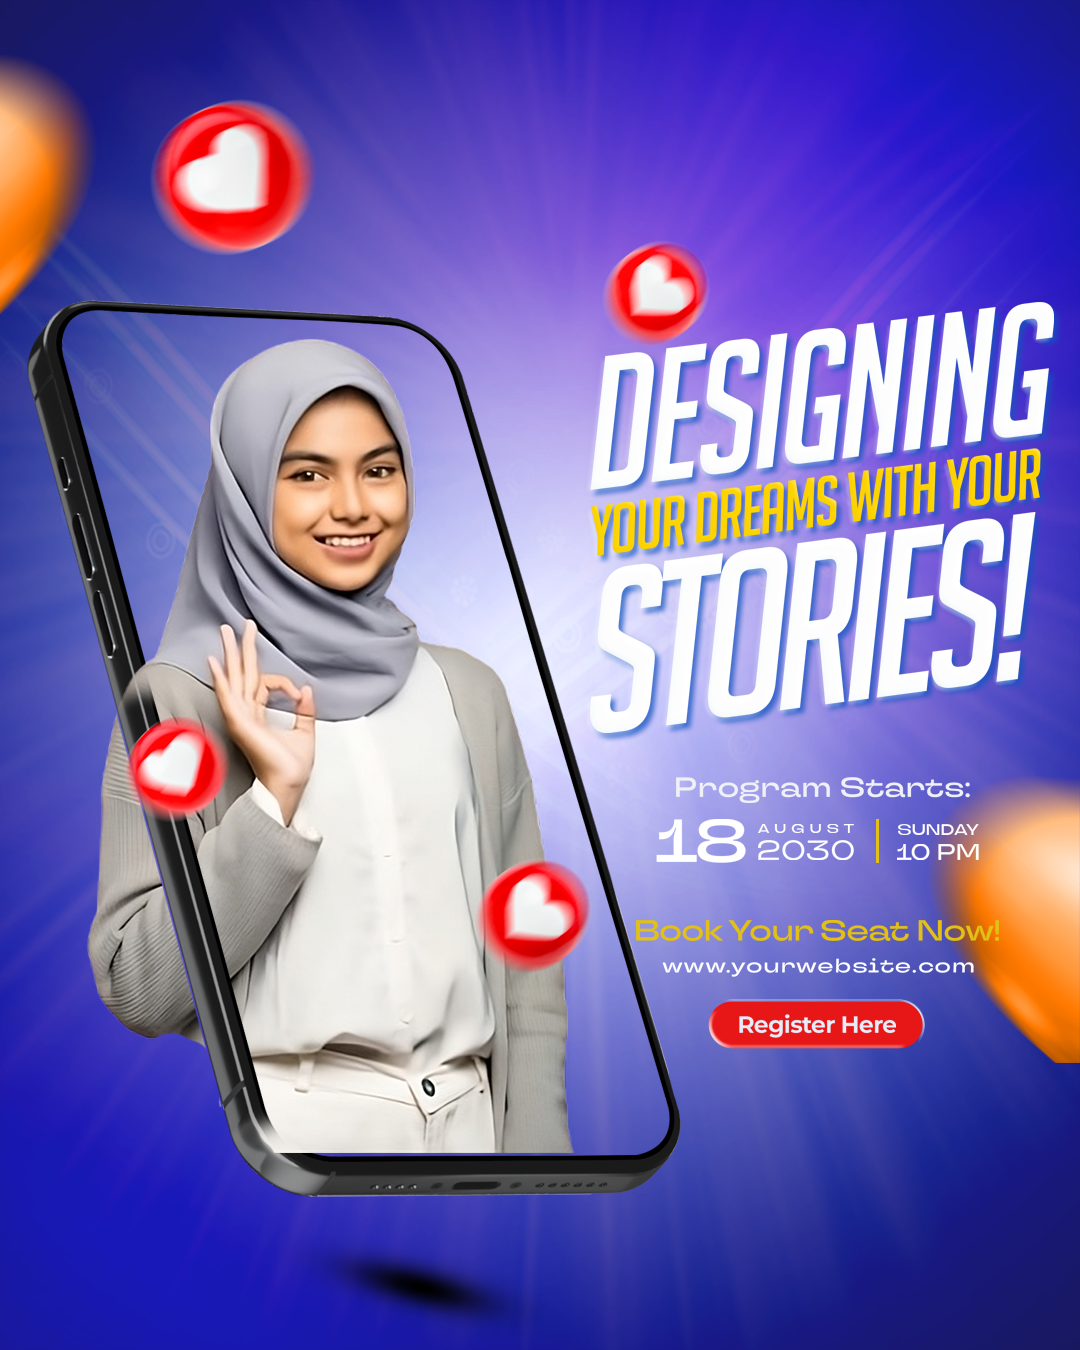 DESIGNING
YOUR DREAMS WITH YOUR
STORIES!
Program Starts:
18 AUGUST 2030 | SUNDAY 10 PM
Book Your Seat Now!
www.yourwebsite.com
Register Here